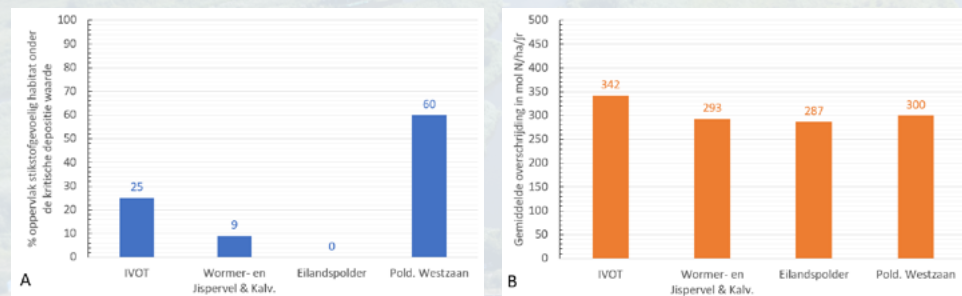 % oppervlak stikstofgevoelig habitat onder
de kritische depositie waarde
100
90
80
70
60
50
40
30
20
10
0
25
9
0
60
IVOT
Wormer- en
Jispervel & Kalv.
Eilandspolder
Pold. Westzaan
A
Gemiddelde overschrijding in mol N/ha/jr
500
450
400
350
300
250
200
150
100
50
0
342
293
287
300
IVOT
Wormer- en
Jispervel & Kalv.
Eilandspolder
Pold. Westzaan
B